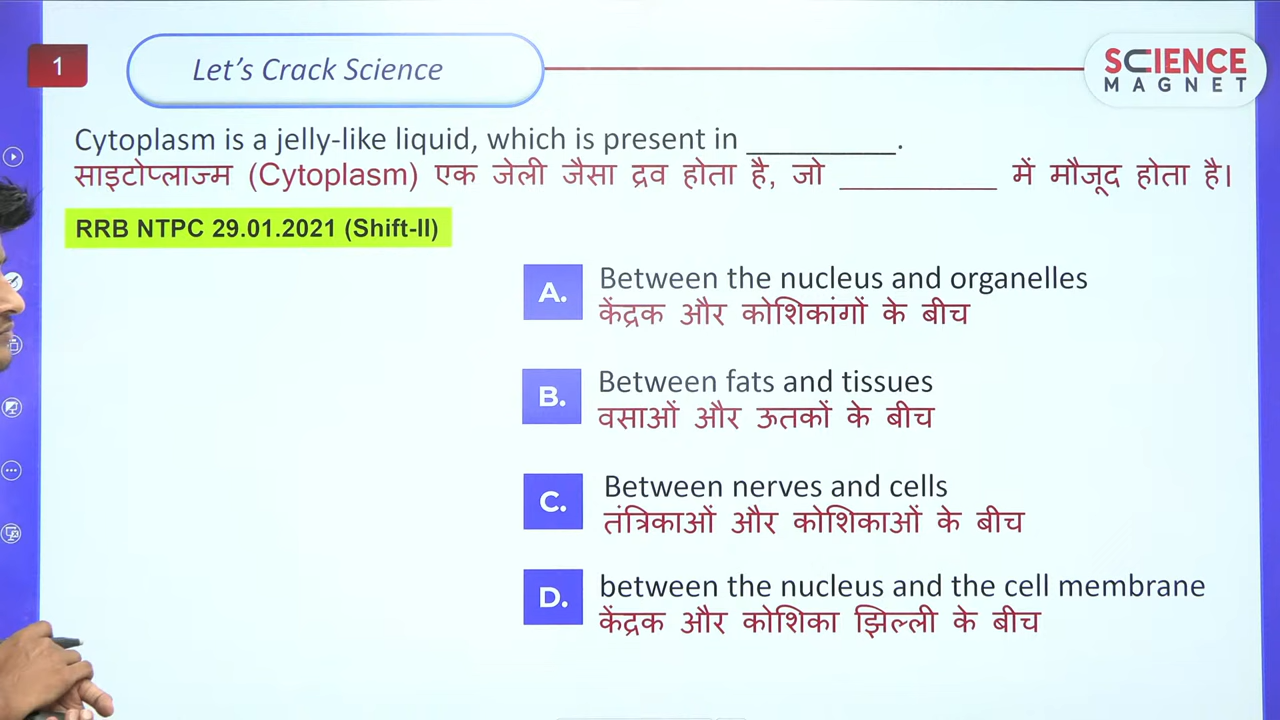 1
Let's Crack Science
SCIENCE
MAGNET
Cytoplasm is a jelly-like liquid, which is present in _________.
साइटोप्लाज्म (Cytoplasm) एक जेली जैसा द्रव होता है, जो _________ में मौजूद होता है।
RRB NTPC 29.01.2021 (Shift-II)
A. Between the nucleus and organelles
केंद्रक और कोशिकांगों के बीच
B. Between fats and tissues
वसाओं और ऊतकों के बीच
C. Between nerves and cells
तंत्रिकाओं और कोशिकाओं के बीच
D. between the nucleus and the cell membrane
केंद्रक और कोशिका झिल्ली के बीच